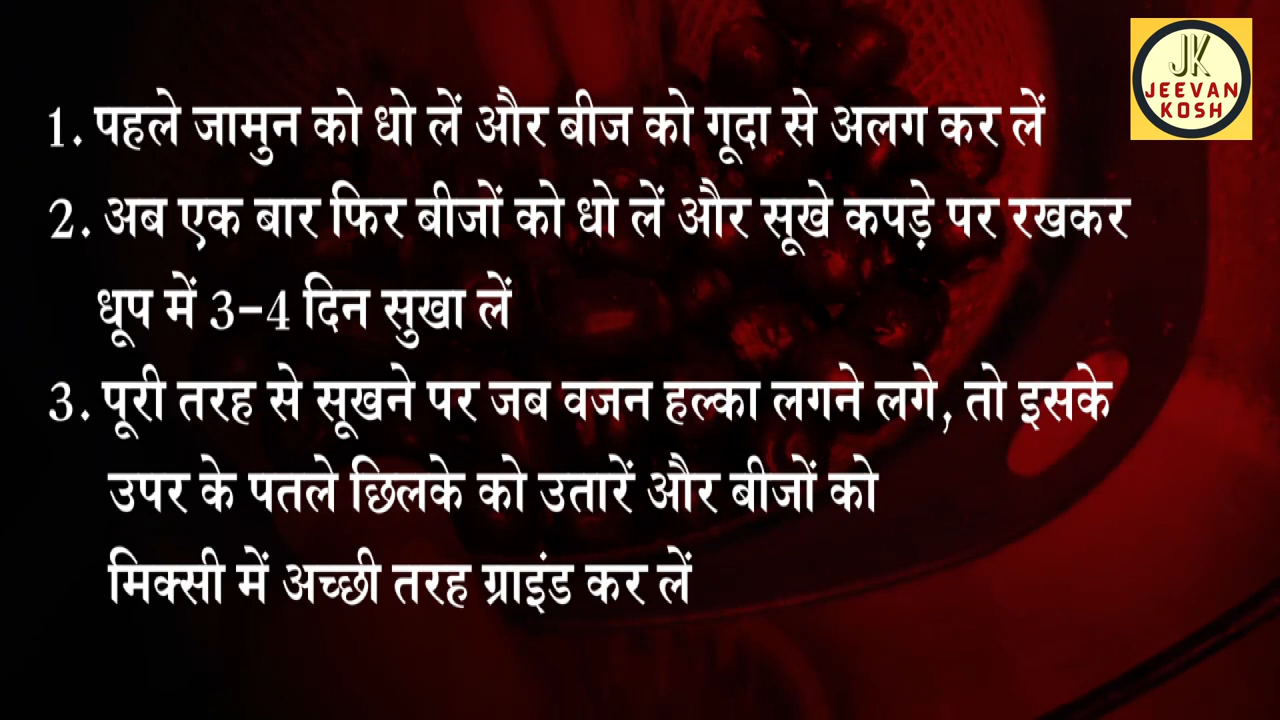 JK
JEEVAN
KOSH
1. पहले जामुन को धो लें और बीज को गूदा से अलग कर लें
2. अब एक बार फिर बीजों को धो लें और सूखे कपड़े पर रखकर
धूप में 3-4 दिन सुखा लें
3. पूरी तरह से सूखने पर जब वजन हल्का लगने लगे, तो इसके
उपर के पतले छिलके को उतारें और बीजों को
मिक्सी में अच्छी तरह ग्राइंड कर लें